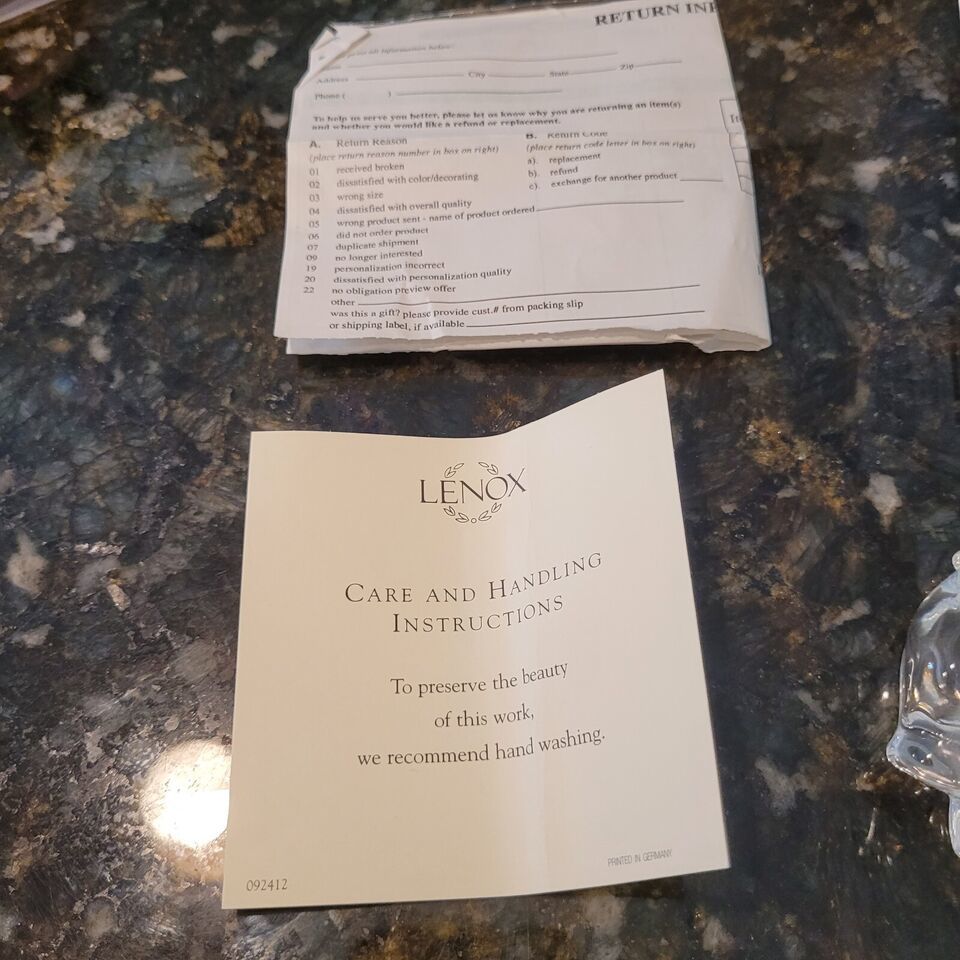 RETURN INF
all information below:
Address City State Zip
Phone ( )
To help us serve you better, please let us know why you are returning an item(s)
and whether you would like a refund or replacement.
A. Return Reason
(place return reason number in box on right)
01 received broken
02 dissatisfied with color/decorating
03 wrong size
04 dissatisfied with overall quality
05 wrong product sent - name of product ordered
06 did not order product
07 duplicate shipment
09 no longer interested
19 personalization incorrect
20 dissatisfied with personalization quality
22 no obligation preview offer
other
was this a gift? please provide cust.# from packing slip
or shipping label, if available
B. Return Code
(place return code letter in box on right)
a). replacement
b). refund
c). exchange for another product
It
LENOX
CARE AND HANDLING
INSTRUCTIONS
To preserve the beauty
of this work,
we recommend hand washing.
092412
PRINTED IN GERMANY